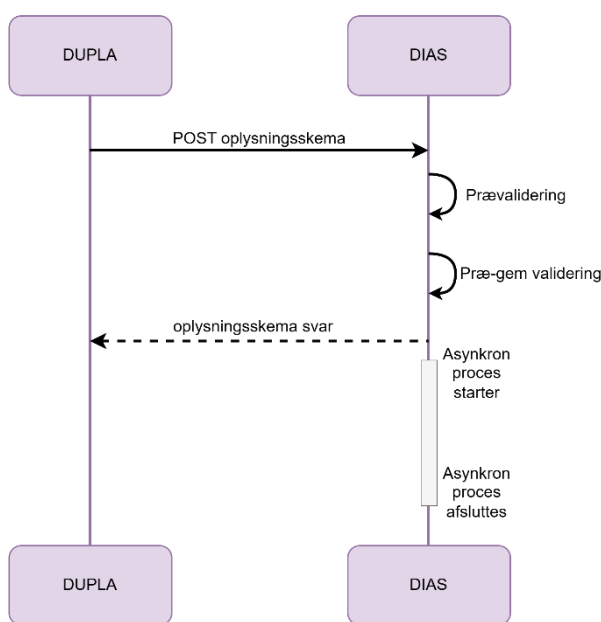 DUPLA
DIAS
POST oplysningsskema
Prævalidering
Præ-gem validering
oplysningsskema svar
Asynkron
proces
starter
Asynkron
proces
afsluttes
DUPLA
DIAS